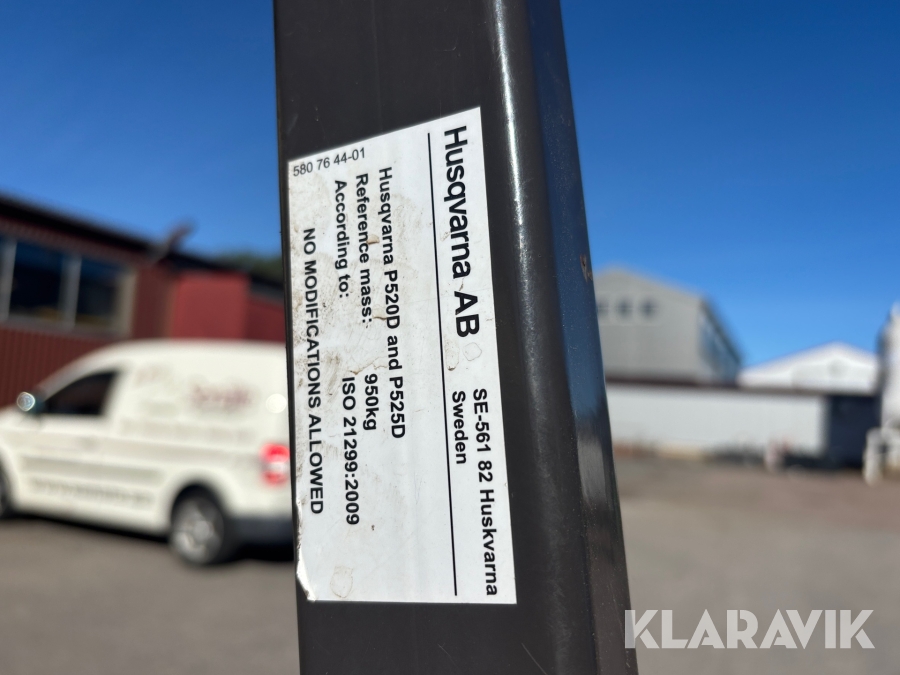 Husqvarna AB
SE-561 82 Huskvarna
Sweden
Husqvarna P520D and P525D
Reference mass: 950kg
According to: ISO 21299:2009
NO MODIFICATIONS ALLOWED
580 76 44-01
KLARAVIK